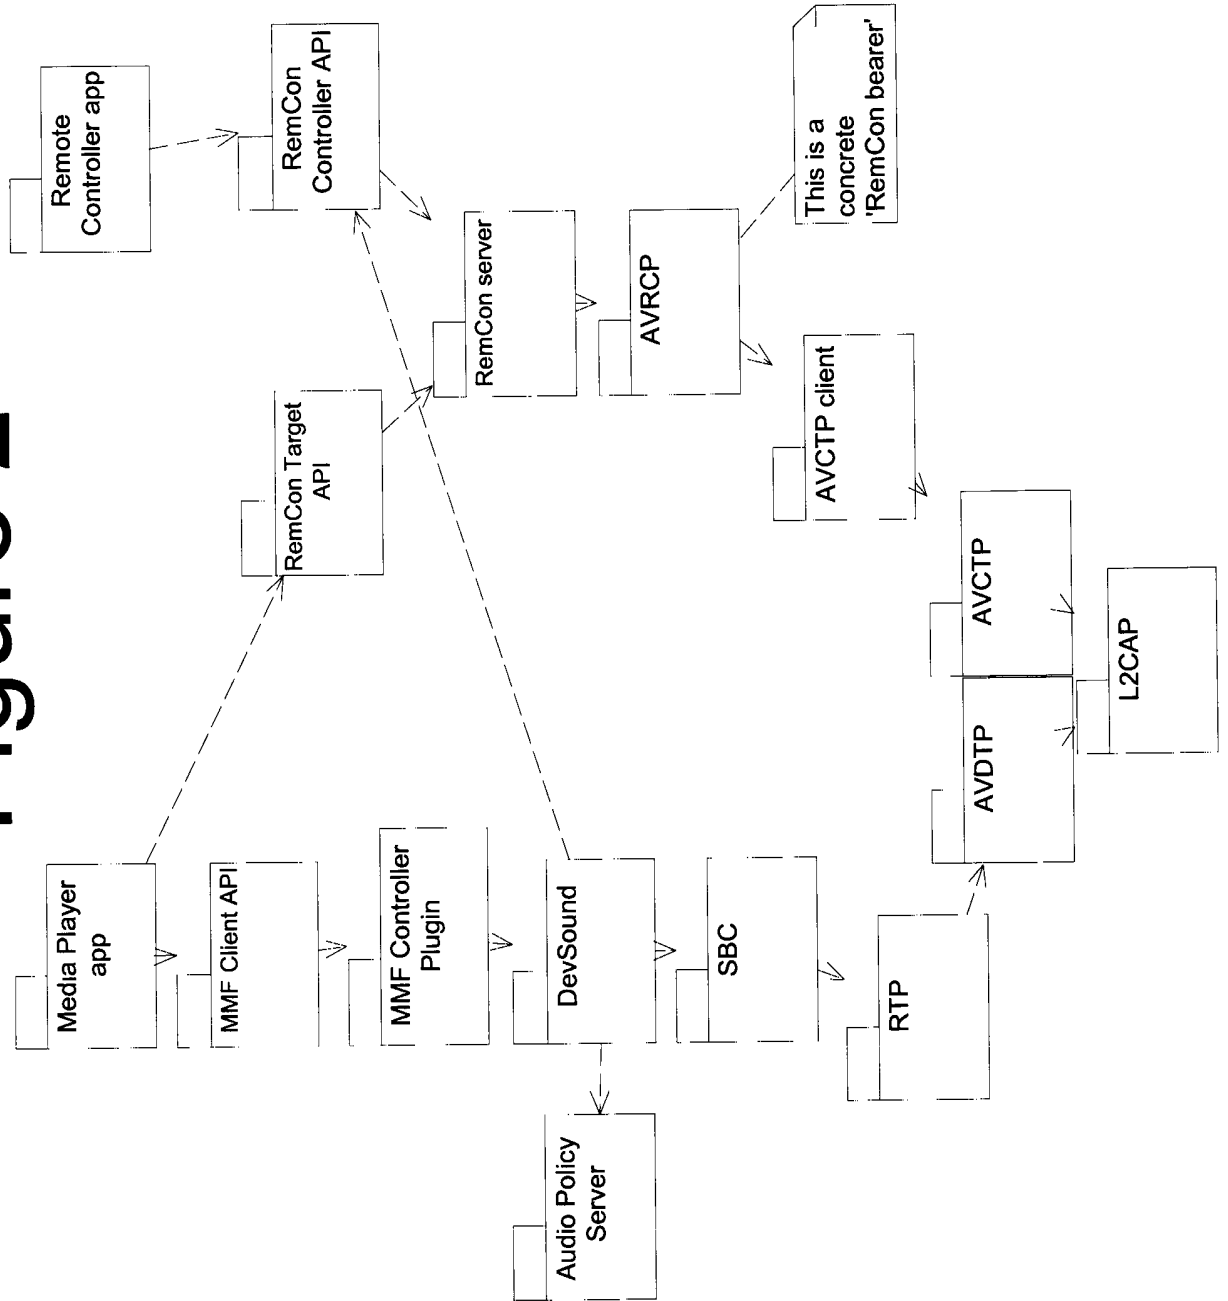 Figure 2
Remote
Controller app
RemCon
Controller API
Media Player
app
RemCon Target
API
MMF Client API
RemCon server
MMF Controller
Plugin
AVRCP
This is a
concrete
'RemCon bearer'
Audio Policy
Server
DevSound
AVCTP client
SBC
RTP
AVDTP
AVCTP
L2CAP